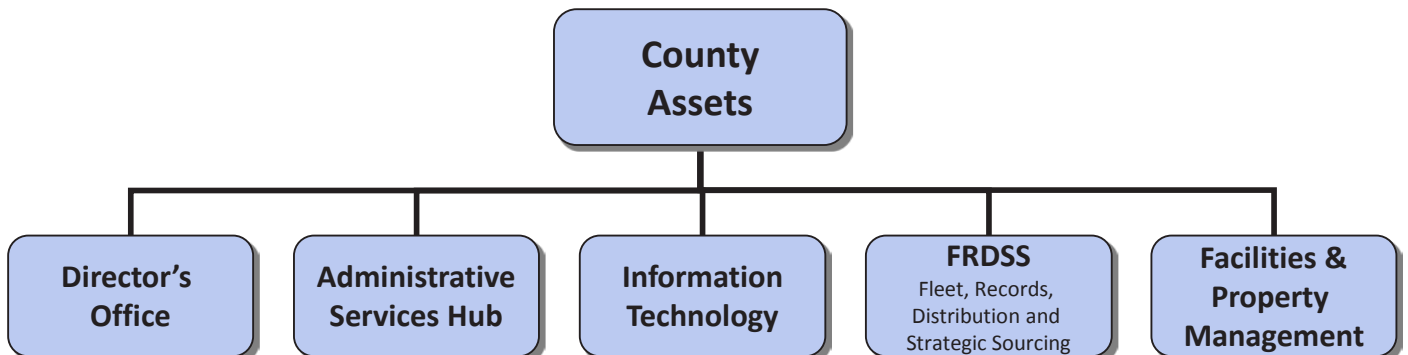 County
Assets
Director’s
Office
Administrative
Services Hub
Information
Technology
FRDSS
Fleet, Records,
Distribution and
Strategic Sourcing
Facilities &
Property
Management